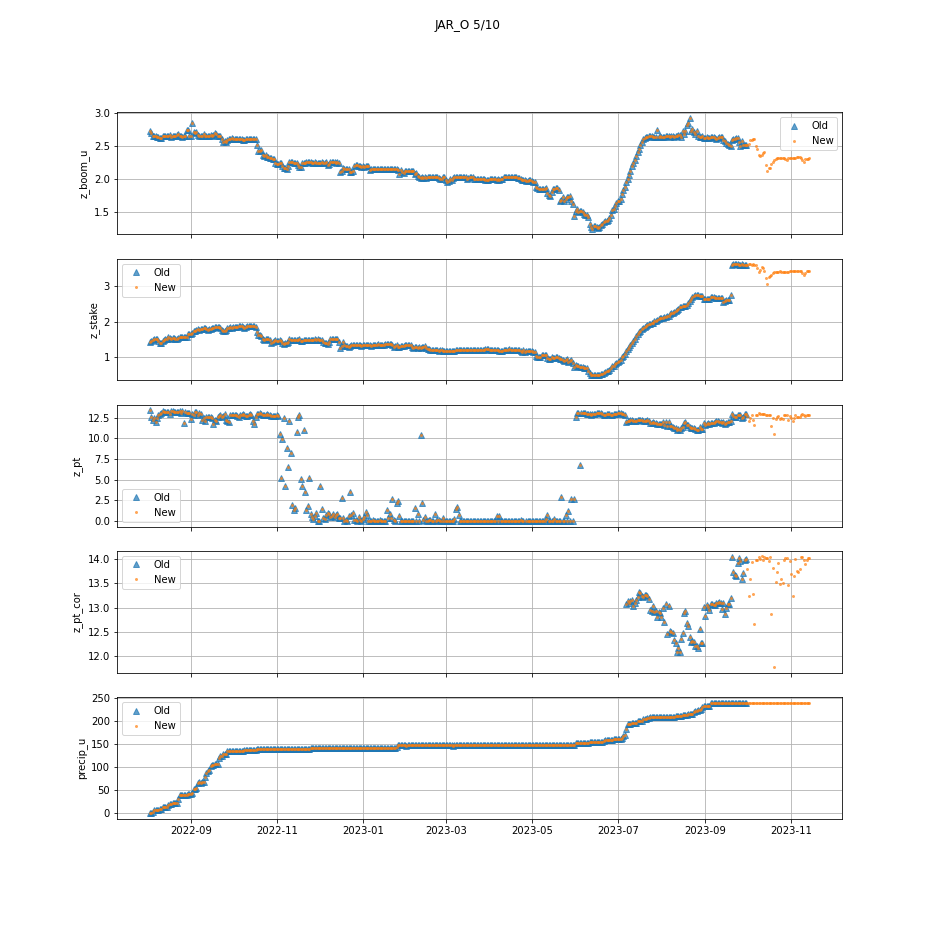 JAR_O 5/10
3.0
2.5
2.0
1.5
z_boom_u
Old
New
3
2
1
z_stake
Old
New
12.5
10.0
7.5
5.0
2.5
0.0
z_pt
Old
New
14.0
13.5
13.0
12.5
12.0
z_pt_cor
Old
New
250
200
150
100
50
0
precip_u
Old
New
2022-09 2022-11 2023-01 2023-03 2023-05 2023-07 2023-09 2023-11